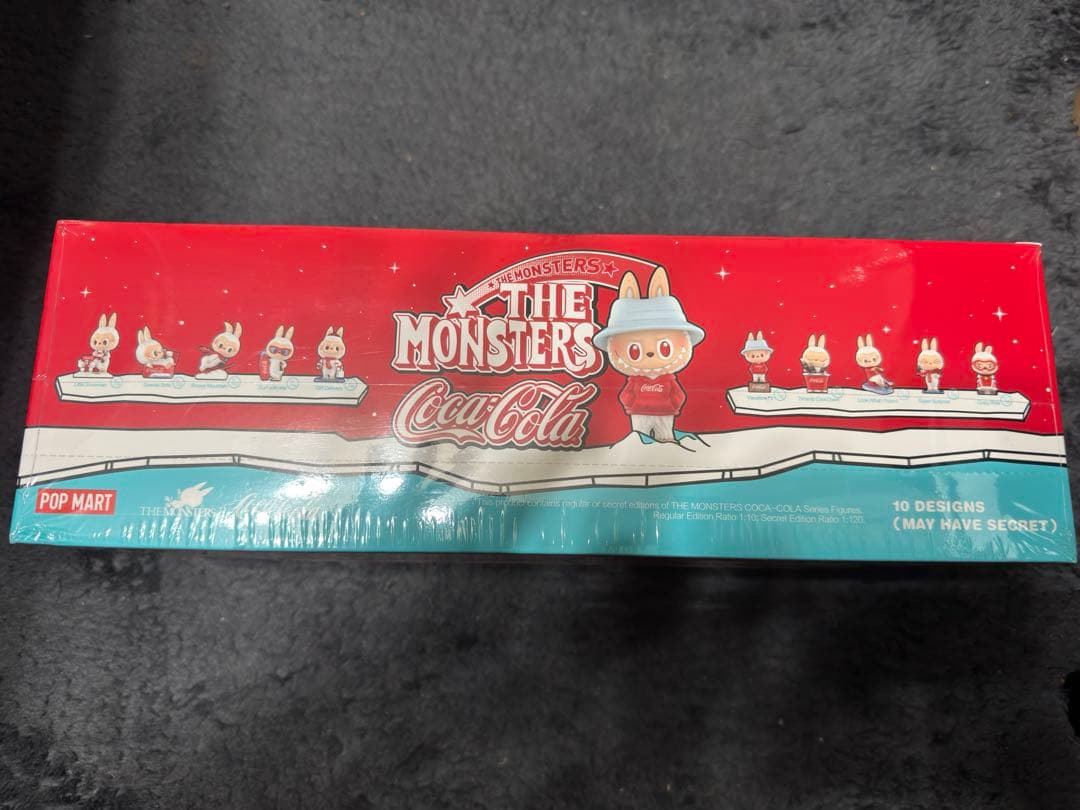 THE MONSTERS
THE
MONSTERS
Coca-Cola
Coca-Cola
Coca-Cola
POP MART
THE MONSTERS
This product contains regular or secret editions of THE MONSTERS COCA-COLA Series Figures,
Regular Edition Ratio 1:10; Secret Edition Ratio 1:120.
10 DESIGNS
(MAY HAVE SECRET)